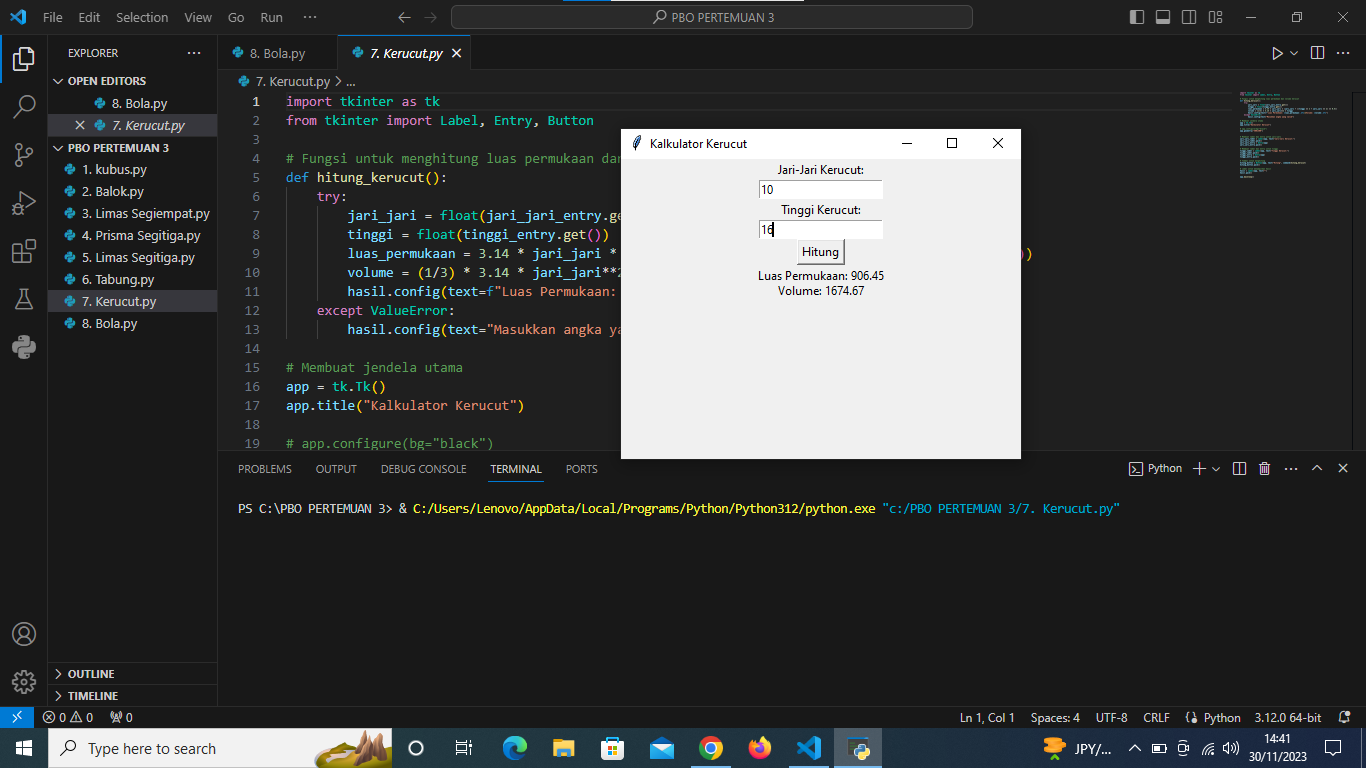 File Edit Selection View Go Run ··· PBO PERTEMUAN 3
EXPLORER ···
OPEN EDITORS
8. Bola.py
7. Kerucut.py
PBO PERTEMUAN 3
1. kubus.py
2. Balok.py
3. Limas Segiempat.py
4. Prisma Segitiga.py
5. Limas Segitiga.py
6. Tabung.py
7. Kerucut.py
8. Bola.py
OUTLINE
TIMELINE
8. Bola.py 7. Kerucut.py
7. Kerucut.py > ...
1 import tkinter as tk
2 from tkinter import Label, Entry, Button
3
4 # Fungsi untuk menghitung luas permukaan dan
5 def hitung_kerucut():
6 try:
7 jari_jari = float(jari_jari_entry.ge
8 tinggi = float(tinggi_entry.get())
9 luas_permukaan = 3.14 * jari_jari * ))
10 volume = (1/3) * 3.14 * jari_jari**2
11 hasil.config(text=f"Luas Permukaan:
12 except ValueError:
13 hasil.config(text="Masukkan angka ya
14
15 # Membuat jendela utama
16 app = tk.Tk()
17 app.title("Kalkulator Kerucut")
18
19 # app.configure(bg="black")
Kalkulator Kerucut
Jari-Jari Kerucut:
10
Tinggi Kerucut:
16
Hitung
Luas Permukaan: 906.45
Volume: 1674.67
PROBLEMS OUTPUT DEBUG CONSOLE TERMINAL PORTS Python
PS C:\PBO PERTEMUAN 3> & C:/Users/Lenovo/AppData/Local/Programs/Python/Python312/python.exe "c:/PBO PERTEMUAN 3/7. Kerucut.py"
0 0 0 Ln 1, Col 1 Spaces: 4 UTF-8 CRLF Python 3.12.0 64-bit
Type here to search JPY/... 14:41
30/11/2023